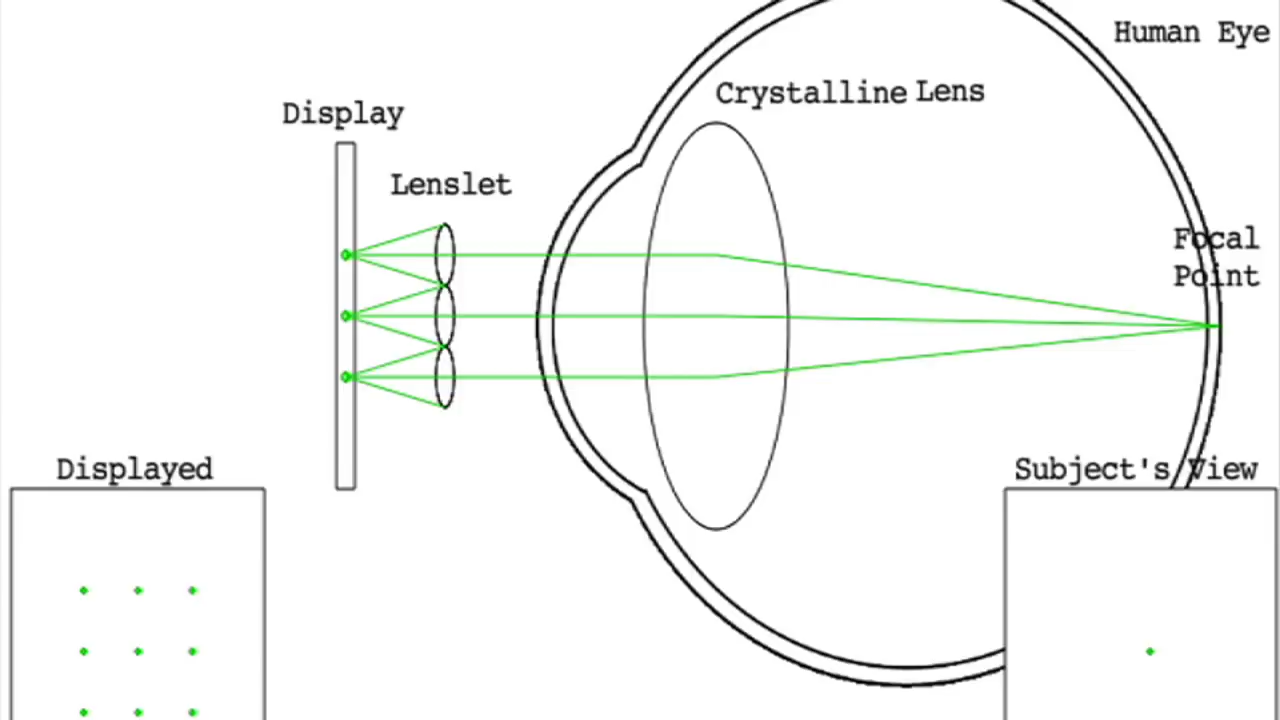 Human Eye
Crystalline Lens
Display
Lenslet
Focal
Point
Displayed
Subject's View